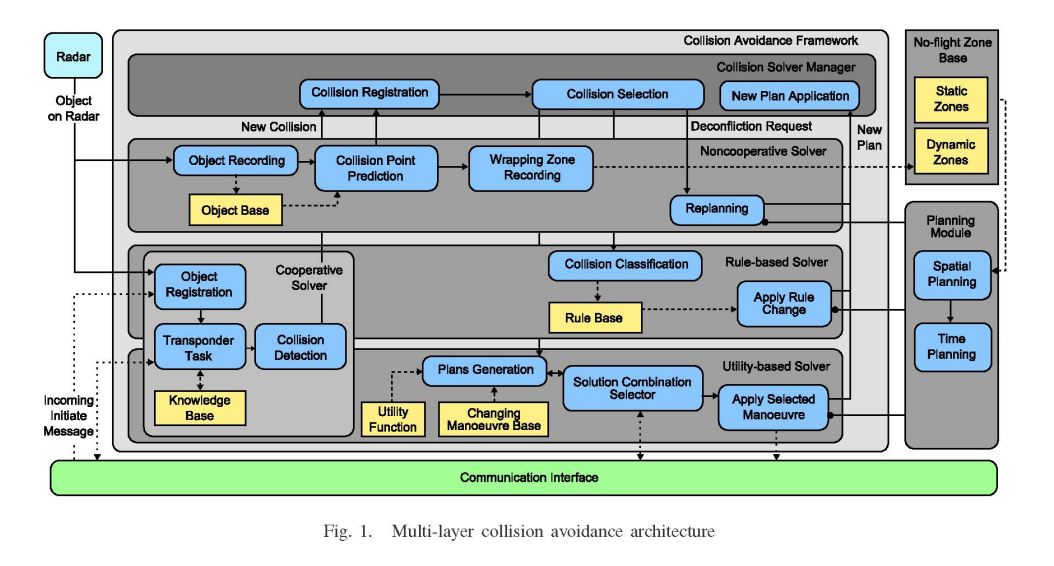 Radar
Object
on Radar
Collision Avoidance Framework
Collision Solver Manager
Collision Registration
Collision Selection
New Plan Application
New Collision
Deconfliction Request
New
Plan
No-flight Zone
Base
Static
Zones
Dynamic
Zones
Noncooperative Solver
Object Recording
Collision Point
Prediction
Wrapping Zone
Recording
Object Base
Replanning
Planning
Module
Spatial
Planning
Time
Planning
Cooperative
Solver
Object
Registration
Transponder
Task
Collision
Detection
Knowledge
Base
Rule-based Solver
Collision Classification
Rule Base
Apply Rule
Change
Utility-based Solver
Plans Generation
Solution Combination
Selector
Apply Selected
Manoeuvre
Utility
Function
Changing
Manoeuvre Base
Incoming
Initiate
Message
Communication Interface
Fig. 1. Multi-layer collision avoidance architecture